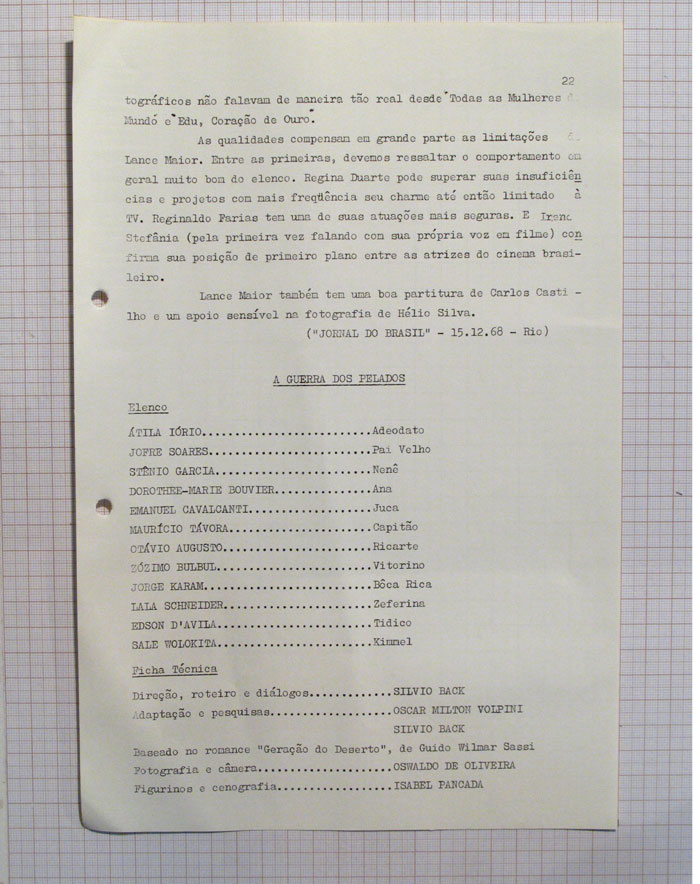 22
tográficos não falavam de maneira tão real desde Todas as Mulheres
Mundo e Edu, Coração de Ouro.
As qualidades compensam em grande parte as limitações
Lance Maior. Entre as primeiras, devemos ressaltar o comportamento em
geral muito bom do elenco. Regina Duarte pode superar suas insuficiên
cias e projetos com mais freqüência seu charme até então limitado à
TV. Reginaldo Farias tem uma de suas atuações mais seguras. E Irene
Stefânia (pela primeira vez falando com sua própria voz em filme) con
firma sua posição de primeiro plano entre as atrizes do cinema brasi-
leiro.
Lance Maior também tem uma boa partitura de Carlos Casti -
lho e um apoio sensível na fotografia de Hélio Silva.
("JORNAL DO BRASIL" - 15.12.68 - Rio)
A GUERRA DOS PELADOS
Elenco
ÁTILA IÓRIO..........................Adeodato
JOFRE SOARES.........................Pai Velho
STÊNIO GARCIA........................Nenê
DOROTHEE-MARIE BOUVIER...............Ana
EMANUEL CAVALCANTI...................Juca
MAURÍCIO TÁVORA......................Capitão
OTÁVIO AUGUSTO.......................Ricarte
ZÓZIMO BULBUL........................Vitorino
JORGE KARAM..........................Bôca Rica
LALA SCHNEIDER.......................Zeferina
EDSON D'AVILA........................Tidico
SALE WOLOKITA........................Kimmel
Ficha Técnica
Direção, roteiro e diálogos.............SILVIO BACK
Adaptação e pesquisas...................OSCAR MILTON VOLPINI
SILVIO BACK
Baseado no romance "Geração do Deserto", de Guido Wilmar Sassi
Fotografia e câmera.....................OSWALDO DE OLIVEIRA
Figurinos e cenografia..................ISABEL PANCADA